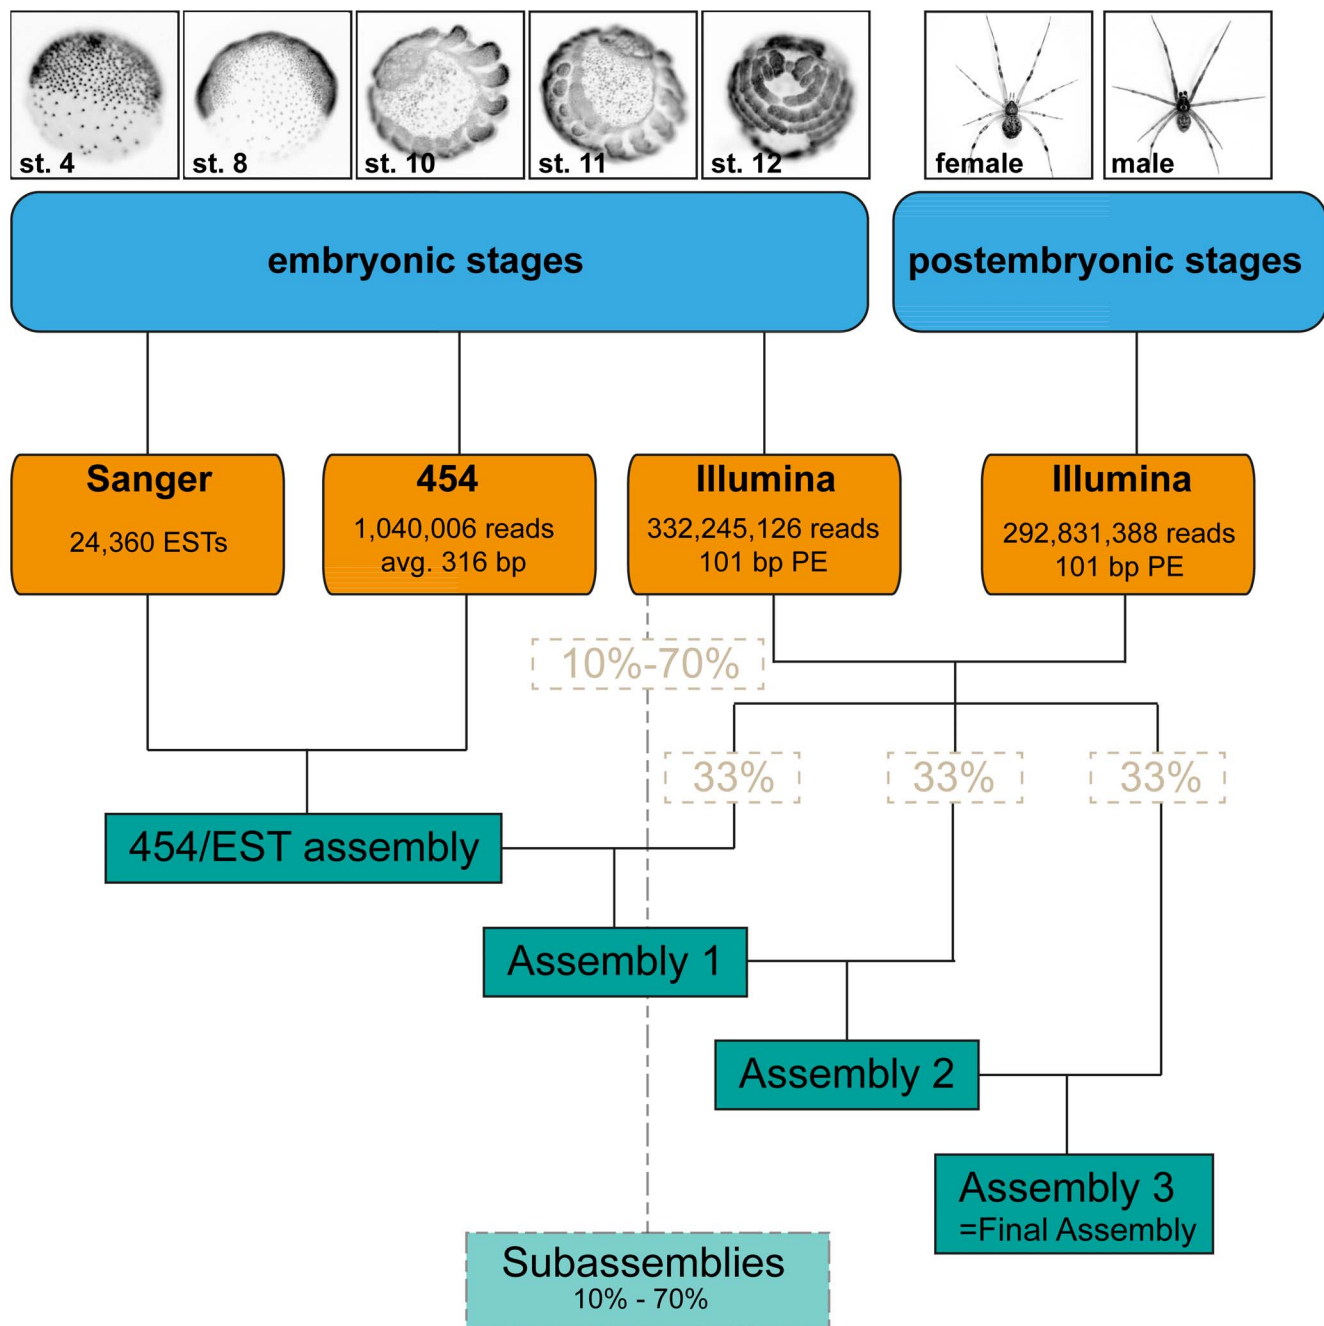 st. 4
st. 8
st. 10
st. 11
st. 12
female
male
embryonic stages
postembryonic stages
Sanger
24,360 ESTs
454
1,040,006 reads
avg. 316 bp
Illumina
332,245,126 reads
101 bp PE
Illumina
292,831,388 reads
101 bp PE
10%-70%
33%
33%
33%
454/EST assembly
Assembly 1
Assembly 2
Assembly 3
=Final Assembly
Subassemblies
10% - 70%